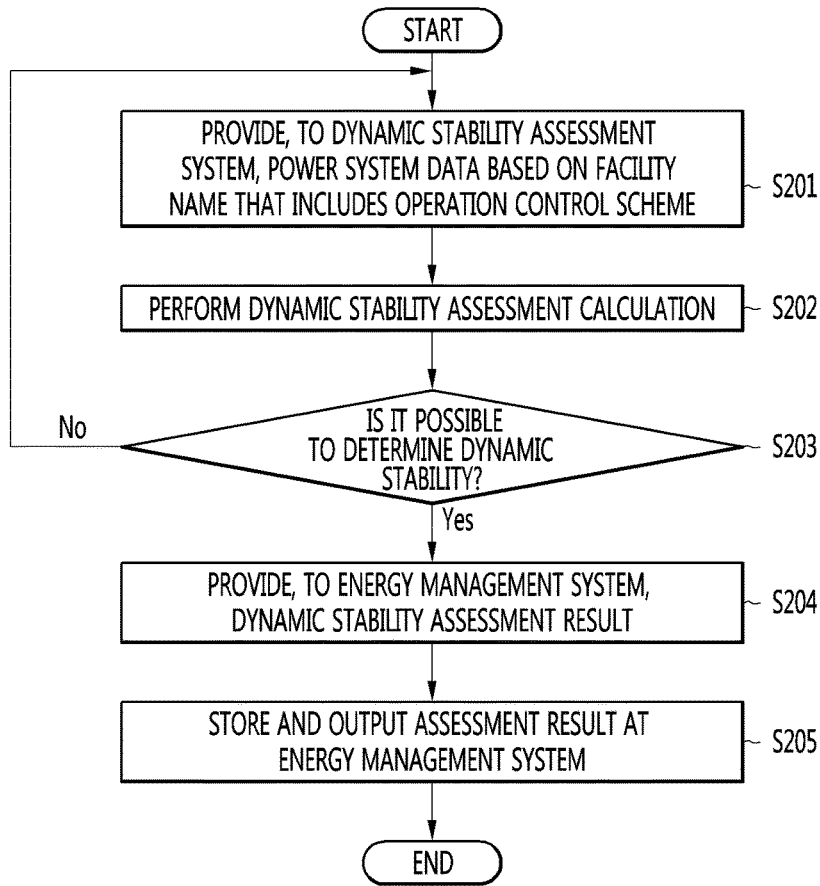 START
PROVIDE, TO DYNAMIC STABILITY ASSESSMENT
SYSTEM, POWER SYSTEM DATA BASED ON FACILITY
NAME THAT INCLUDES OPERATION CONTROL SCHEME
S201
PERFORM DYNAMIC STABILITY ASSESSMENT CALCULATION
S202
No
IS IT POSSIBLE
TO DETERMINE DYNAMIC
STABILITY?
S203
Yes
PROVIDE, TO ENERGY MANAGEMENT SYSTEM,
DYNAMIC STABILITY ASSESSMENT RESULT
S204
STORE AND OUTPUT ASSESSMENT RESULT AT
ENERGY MANAGEMENT SYSTEM
S205
END